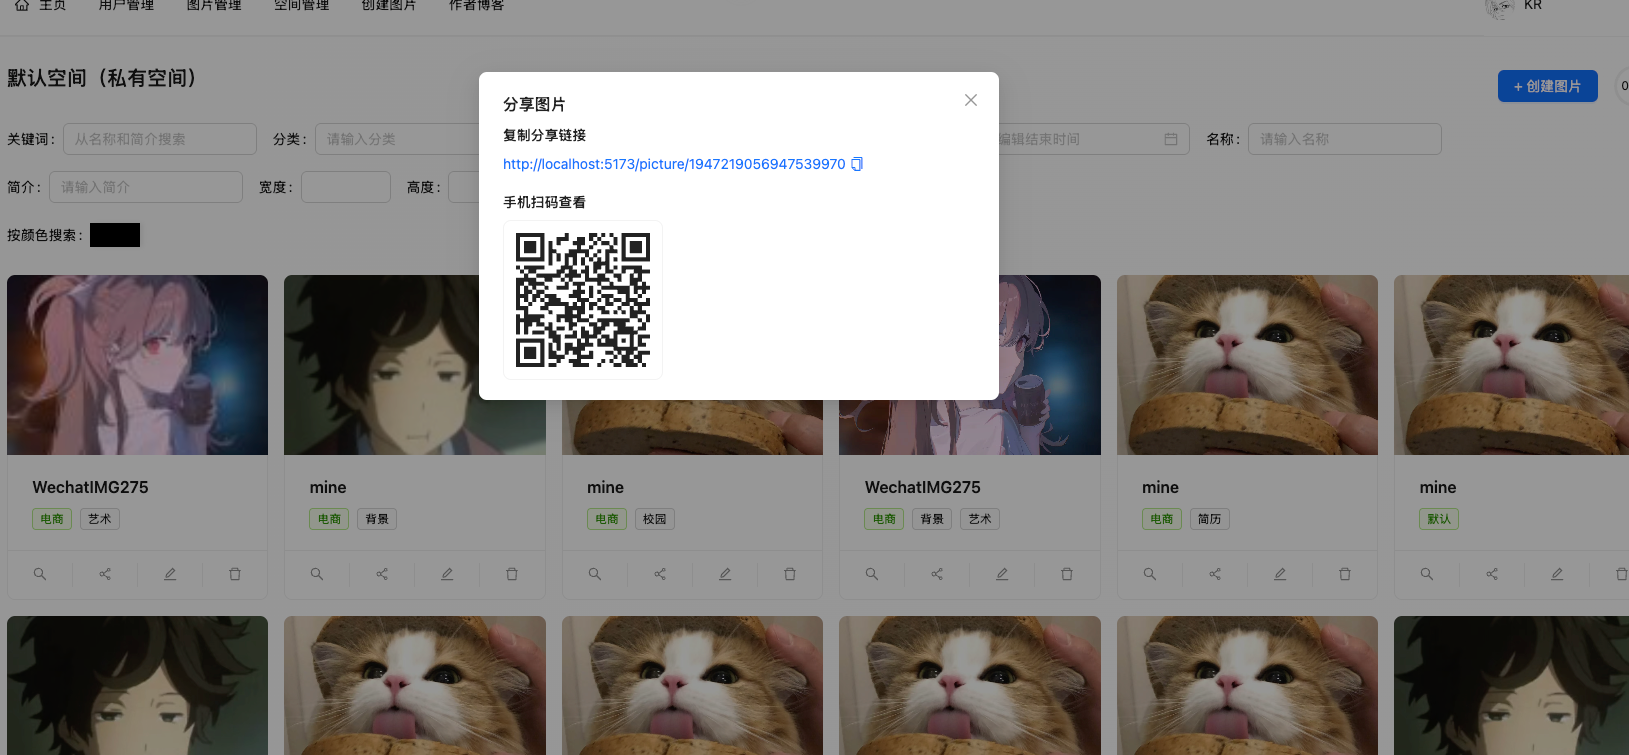 主页 用户管理 图片管理 空间管理 创建图片 作者博客 KR
默认空间（私有空间）
+ 创建图片
关键词： 从名称和简介搜索 分类： 请输入分类 编辑结束时间 名称： 请输入名称
简介： 请输入简介 宽度： 高度：
按颜色搜索：
分享图片
复制分享链接
http://localhost:5173/picture/1947219056947539970
手机扫码查看
WechatIMG275 mine mine WechatIMG275 mine mine
电商 艺术 电商 背景 电商 校园 电商 背景 艺术 电商 简历 默认